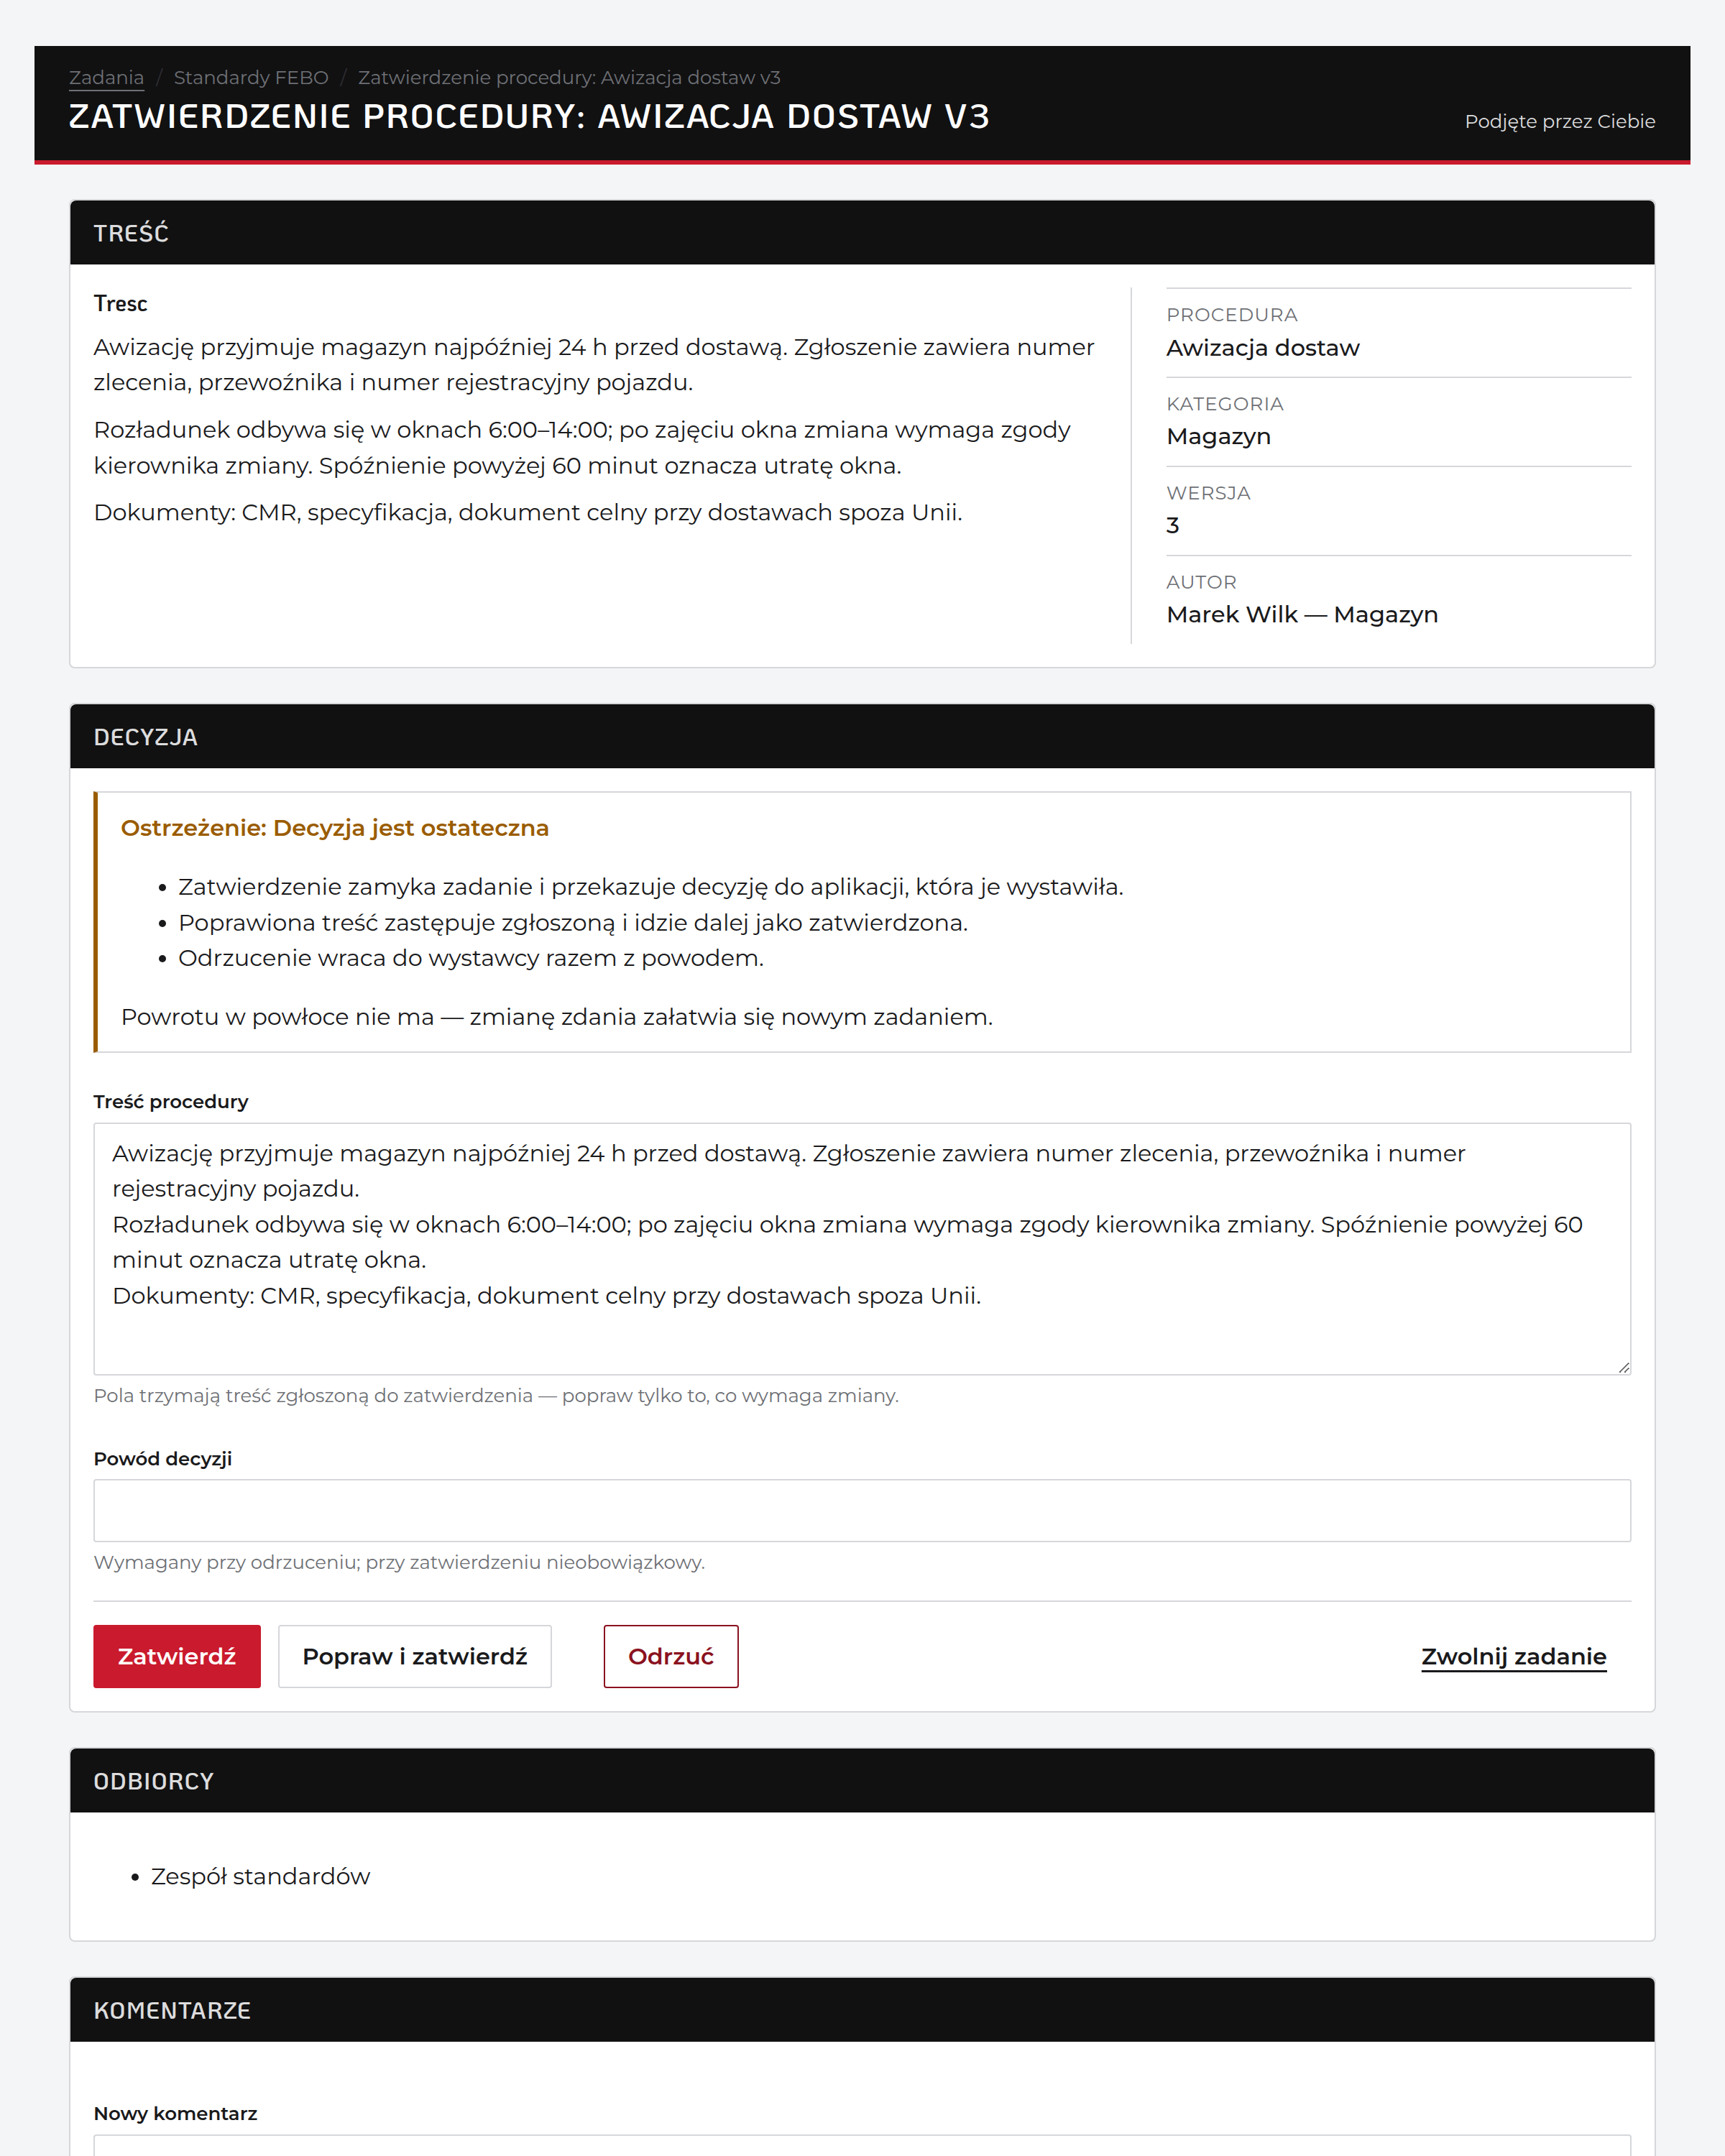 Zadania / Standardy FEBO / Zatwierdzenie procedury: Awizacja dostaw v3
ZATWIERDZENIE PROCEDURY: AWIZACJA DOSTAW V3
Podjęte przez Ciebie
TREŚĆ
Tresc
Awizację przyjmuje magazyn najpóźniej 24 h przed dostawą. Zgłoszenie zawiera numer
zlecenia, przewoźnika i numer rejestracyjny pojazdu.
Rozładunek odbywa się w oknach 6:00–14:00; po zajęciu okna zmiana wymaga zgody
kierownika zmiany. Spóźnienie powyżej 60 minut oznacza utratę okna.
Dokumenty: CMR, specyfikacja, dokument celny przy dostawach spoza Unii.
PROCEDURA
Awizacja dostaw
KATEGORIA
Magazyn
WERSJA
3
AUTOR
Marek Wilk — Magazyn
DECYZJA
Ostrzeżenie: Decyzja jest ostateczna
• Zatwierdzenie zamyka zadanie i przekazuje decyzję do aplikacji, która je wystawiła.
• Poprawiona treść zastępuje zgłoszoną i idzie dalej jako zatwierdzona.
• Odrzucenie wraca do wystawcy razem z powodem.
Powrotu w powłoce nie ma — zmianę zdania załatwia się nowym zadaniem.
Treść procedury
Awizację przyjmuje magazyn najpóźniej 24 h przed dostawą. Zgłoszenie zawiera numer zlecenia, przewoźnika i numer
rejestracyjny pojazdu.
Rozładunek odbywa się w oknach 6:00–14:00; po zajęciu okna zmiana wymaga zgody kierownika zmiany. Spóźnienie powyżej 60
minut oznacza utratę okna.
Dokumenty: CMR, specyfikacja, dokument celny przy dostawach spoza Unii.
Pola trzymają treść zgłoszoną do zatwierdzenia — popraw tylko to, co wymaga zmiany.
Powód decyzji
Wymagany przy odrzuceniu; przy zatwierdzeniu nieobowiązkowy.
Zatwierdź
Popraw i zatwierdź
Odrzuć
Zwolnij zadanie
ODBIORCY
• Zespół standardów
KOMENTARZE
Nowy komentarz